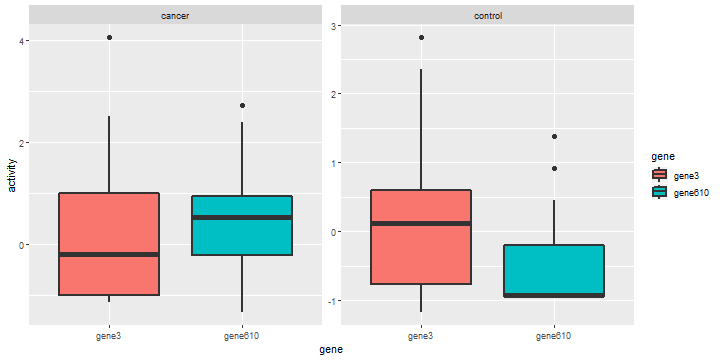 cancer
control
activity
4
2
0
3
2
1
0
-1
gene3
gene610
gene3
gene610
gene
gene
gene3
gene610